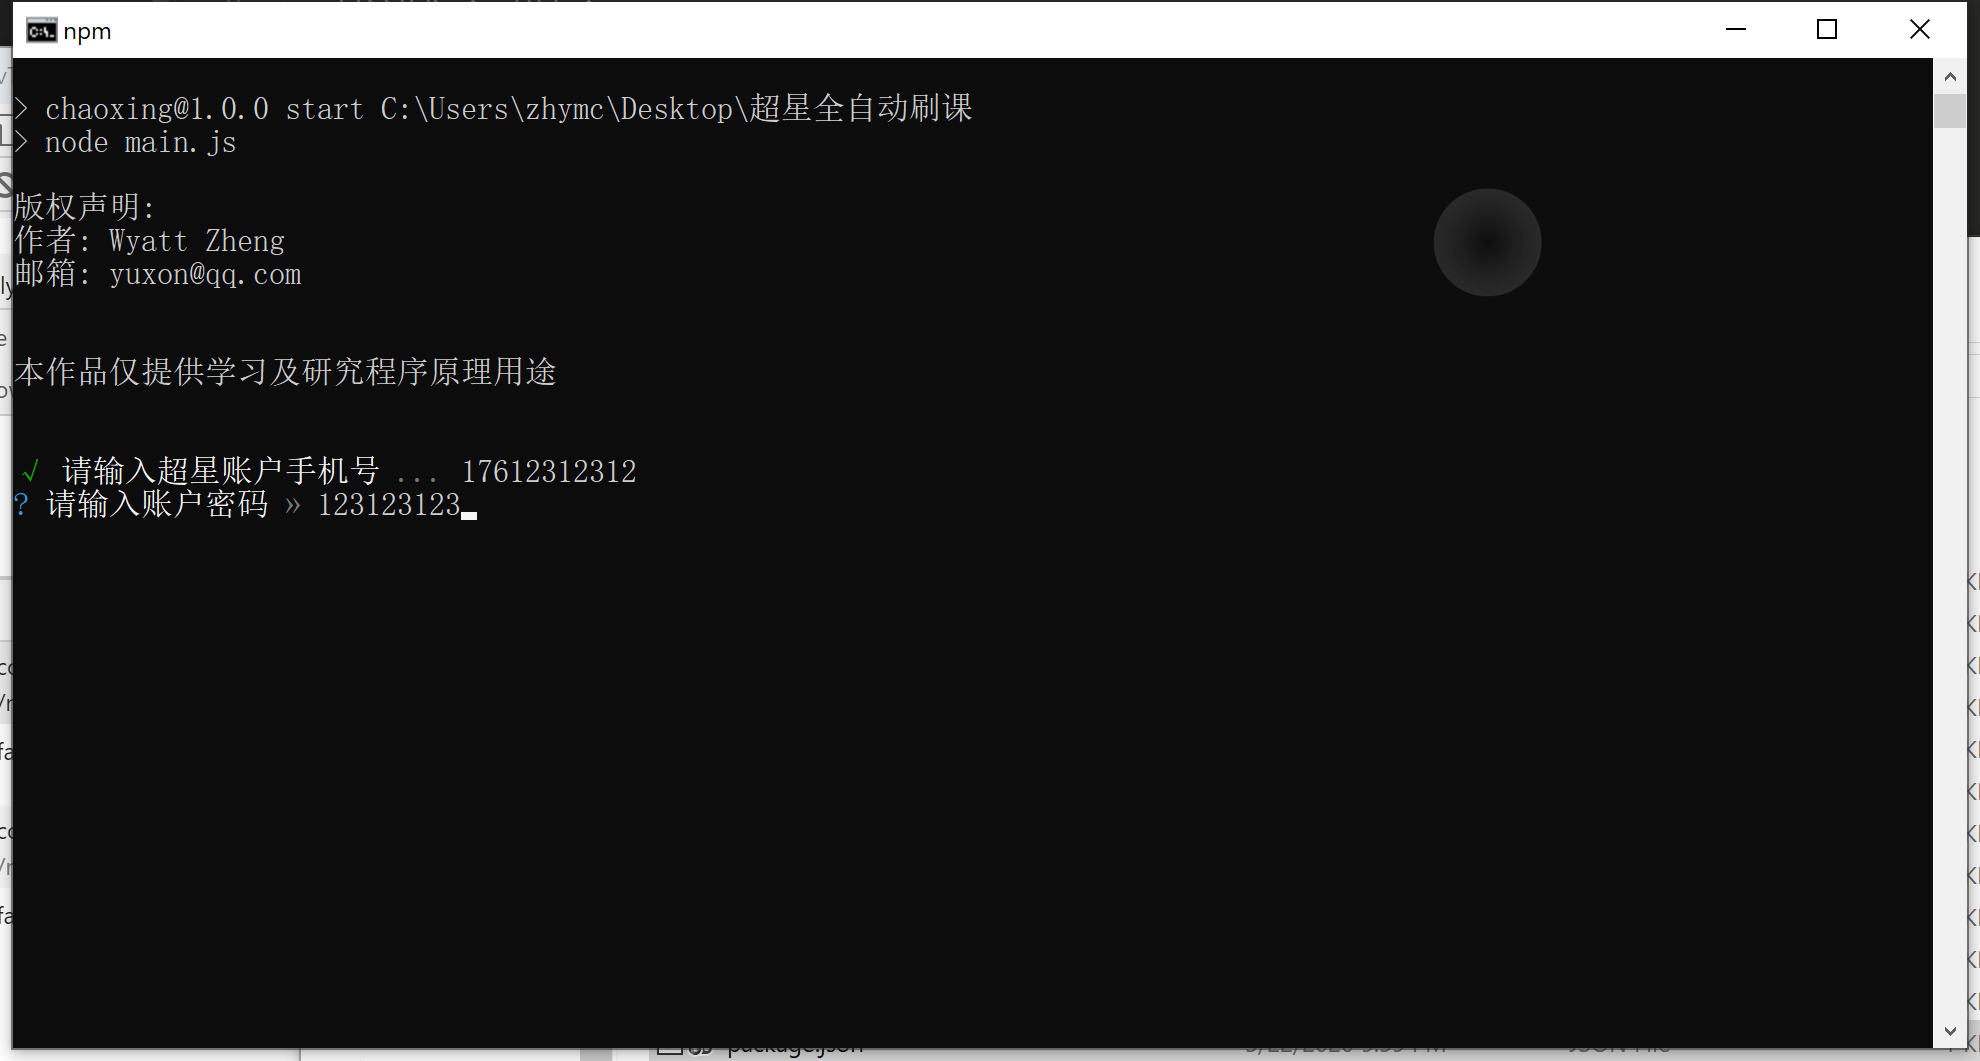 npm
> chaoxing@1.0.0 start C:\Users\zhymc\Desktop\超星全自动刷课
> node main.js
版权声明:
作者: Wyatt Zheng
邮箱: yuxon@qq.com
本作品仅提供学习及研究程序原理用途
√ 请输入超星账户手机号 ... 17612312312
? 请输入账户密码 » 123123123
package.json